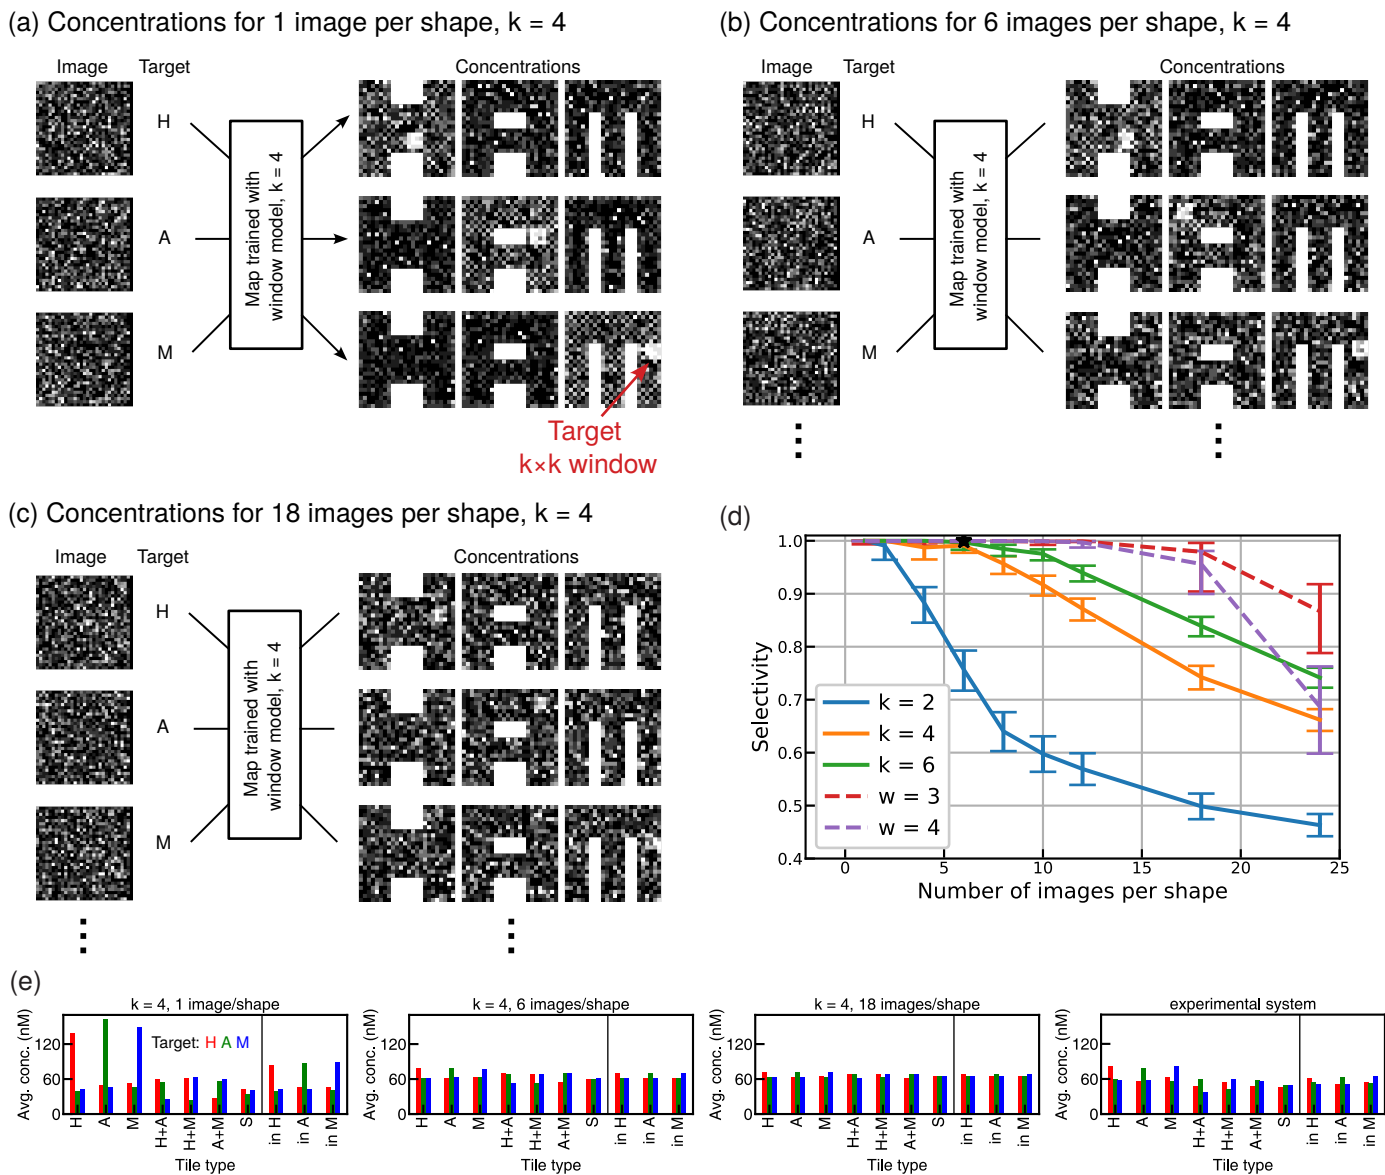 (a) Concentrations for 1 image per shape, k = 4
Image Target Concentrations
H
A
M
Map trained with
window model, k = 4
Target
k×k window
(b) Concentrations for 6 images per shape, k = 4
Image Target Concentrations
H
A
M
Map trained with
window model, k = 4
(c) Concentrations for 18 images per shape, k = 4
Image Target Concentrations
H
A
M
Map trained with
window model, k = 4
(d)
Selectivity
1.0
0.9
0.8
0.7
0.6
0.5
0.4
k = 2
k = 4
k = 6
w = 3
w = 4
0 5 10 15 20 25
Number of images per shape
(e)
k = 4, 1 image/shape
Avg. conc. (nM)
120
60
0
Target: H A M
H A M H+A H+M A+M S in H in A in M
Tile type
k = 4, 6 images/shape
Avg. conc. (nM)
120
60
0
H A M H+A H+M A+M S in H in A in M
Tile type
k = 4, 18 images/shape
Avg. conc. (nM)
120
60
0
H A M H+A H+M A+M S in H in A in M
Tile type
experimental system
Avg. conc. (nM)
120
60
0
H A M H+A H+M A+M S in H in A in M
Tile type